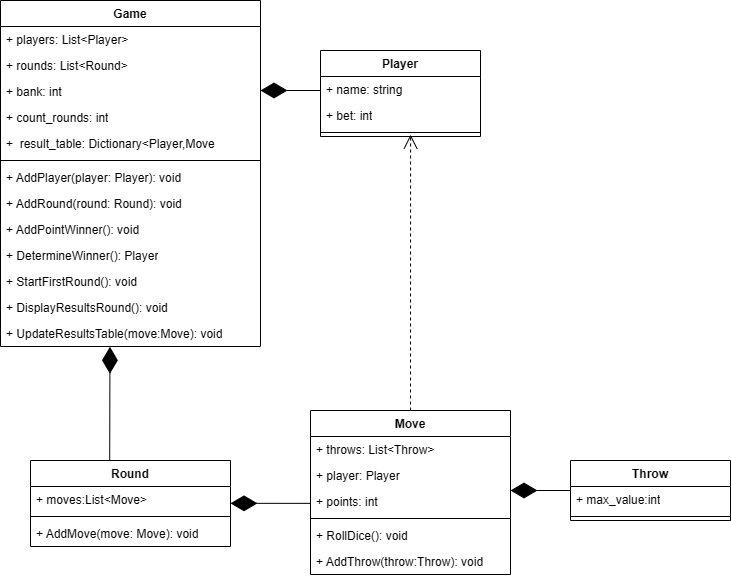 Game
+ players: List<Player>
+ rounds: List<Round>
+ bank: int
+ count_rounds: int
+ result_table: Dictionary<Player,Move
+ AddPlayer(player: Player): void
+ AddRound(round: Round): void
+ AddPointWinner(): void
+ DetermineWinner(): Player
+ StartFirstRound(): void
+ DisplayResultsRound(): void
+ UpdateResultsTable(move:Move): void
Player
+ name: string
+ bet: int
Round
+ moves:List<Move>
+ AddMove(move: Move): void
Move
+ throws: List<Throw>
+ player: Player
+ points: int
+ RollDice(): void
+ AddThrow(throw:Throw): void
Throw
+ max_value:int